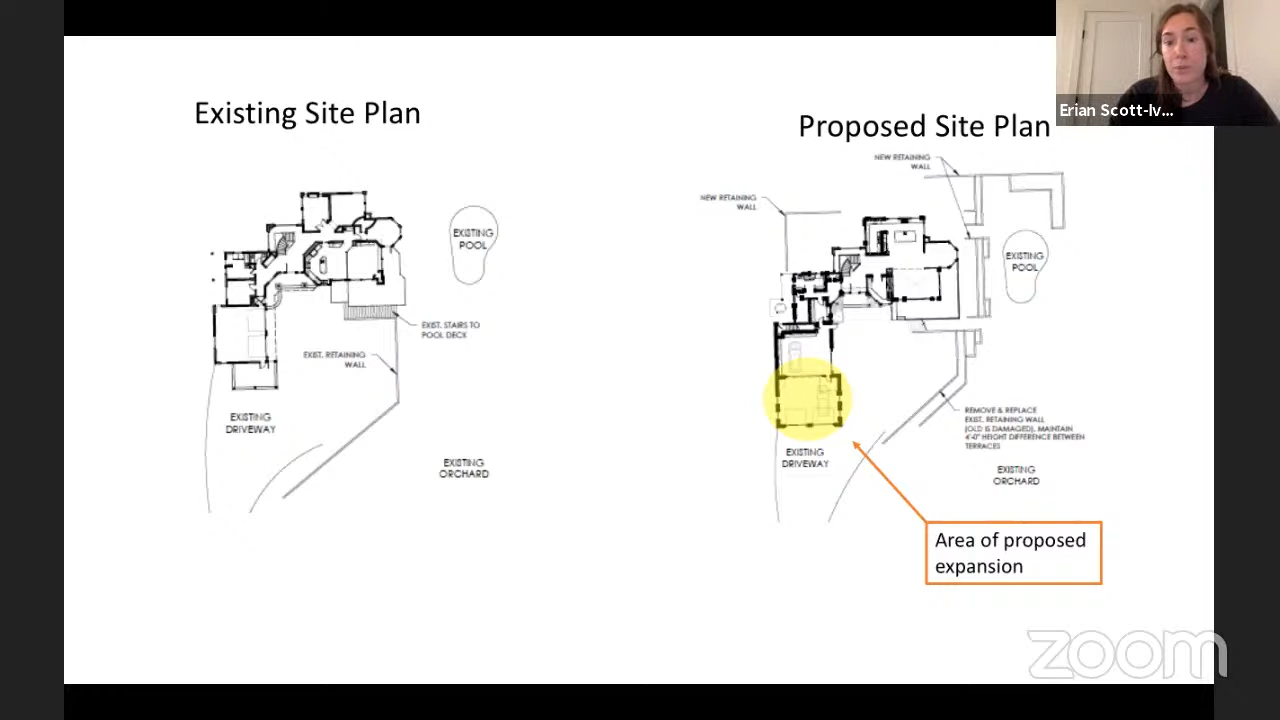 Erian Scott-Iv...
Existing Site Plan
Proposed Site Plan
EXISTING
POOL
EXIST. STAIRS TO
POOL DECK
EXIST. RETAINING
WALL
EXISTING
DRIVEWAY
EXISTING
ORCHARD
NEW RETAINING
WALL
NEW RETAINING
WALL
EXISTING
POOL
REMOVE & REPLACE
EXIST. RETAINING WALL
(OLD IS DAMAGED). MAINTAIN
4'-0" HEIGHT DIFFERENCE BETWEEN
TERRACES
EXISTING
DRIVEWAY
EXISTING
ORCHARD
Area of proposed
expansion
zoom